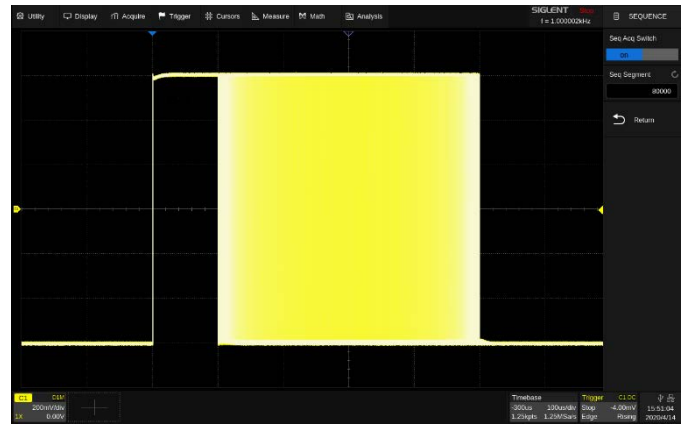 Utility Display Acquire Trigger Cursors Measure Math Analysis
SIGLENT Stop
f = 1.000002kHz
SEQUENCE
Seq Acq Switch
on
Seq Segment
80000
Return
C1 D1M
200mV/div
1X 0.00V
Timebase
-300us 100us/div
1.25kpts 1.25MSa/s
Trigger C1 DC
Stop -4.00mV
Edge Rising
15:51:04
2020/4/14